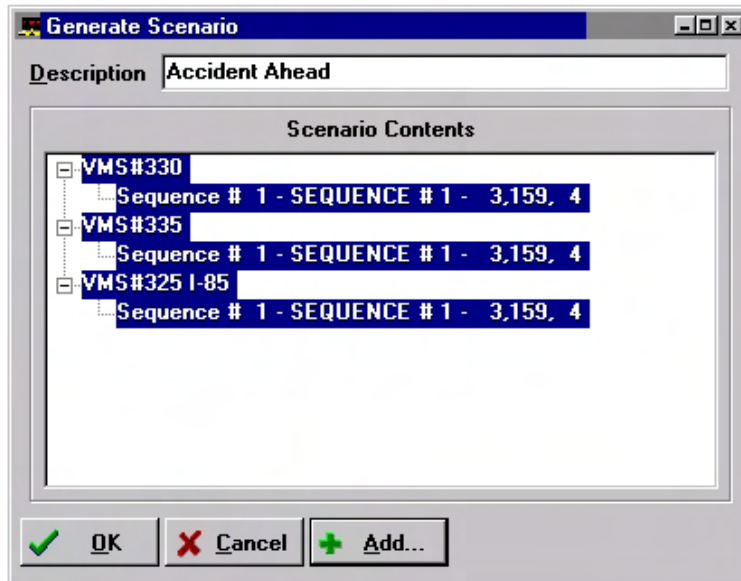 Generate Scenario
Description Accident Ahead
Scenario Contents
VMS#330
Sequence # 1 - SEQUENCE # 1 - 3,159, 4
VMS#335
Sequence # 1 - SEQUENCE # 1 - 3,159, 4
VMS#325 I-85
Sequence # 1 - SEQUENCE # 1 - 3,159, 4
OK Cancel Add...